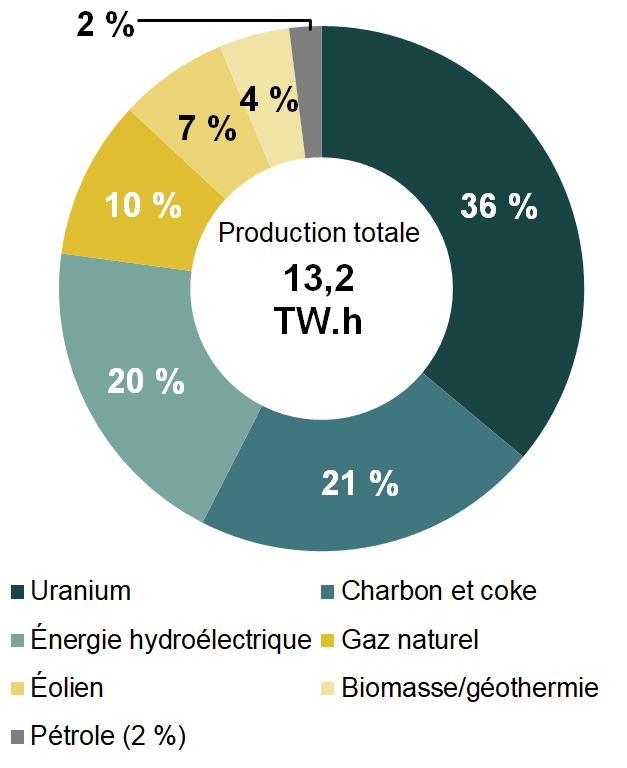 2 %
4 %
7 %
36 %
10 %
Production totale
13,2
TW.h
20 %
21 %
Uranium
Charbon et coke
Énergie hydroélectrique
Gaz naturel
Éolien
Biomasse/géothermie
Pétrole (2 %)